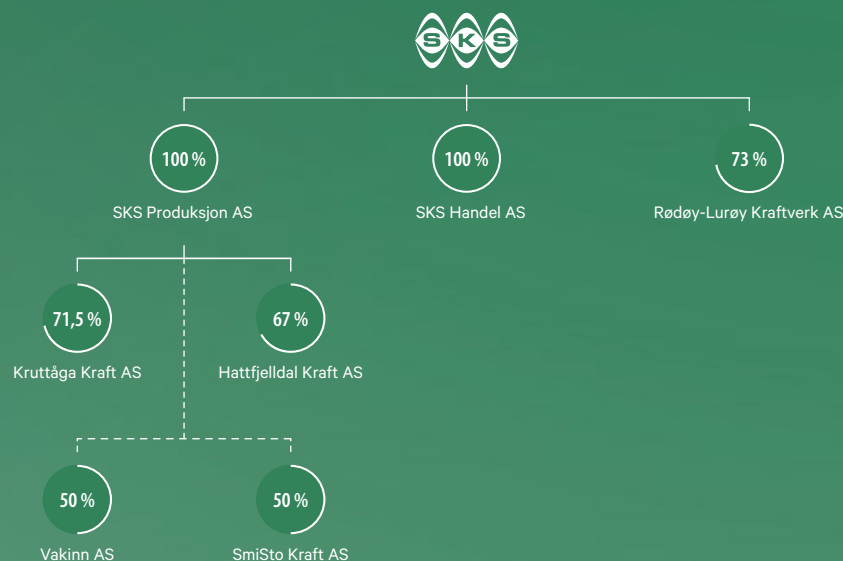 SKS
100 %
100 %
73 %
SKS Produksjon AS
SKS Handel AS
Rødøy-Lurøy Kraftverk AS
71,5 %
67 %
Kruttåga Kraft AS
Hattfjelldal Kraft AS
50 %
50 %
Vakinn AS
SmiSto Kraft AS